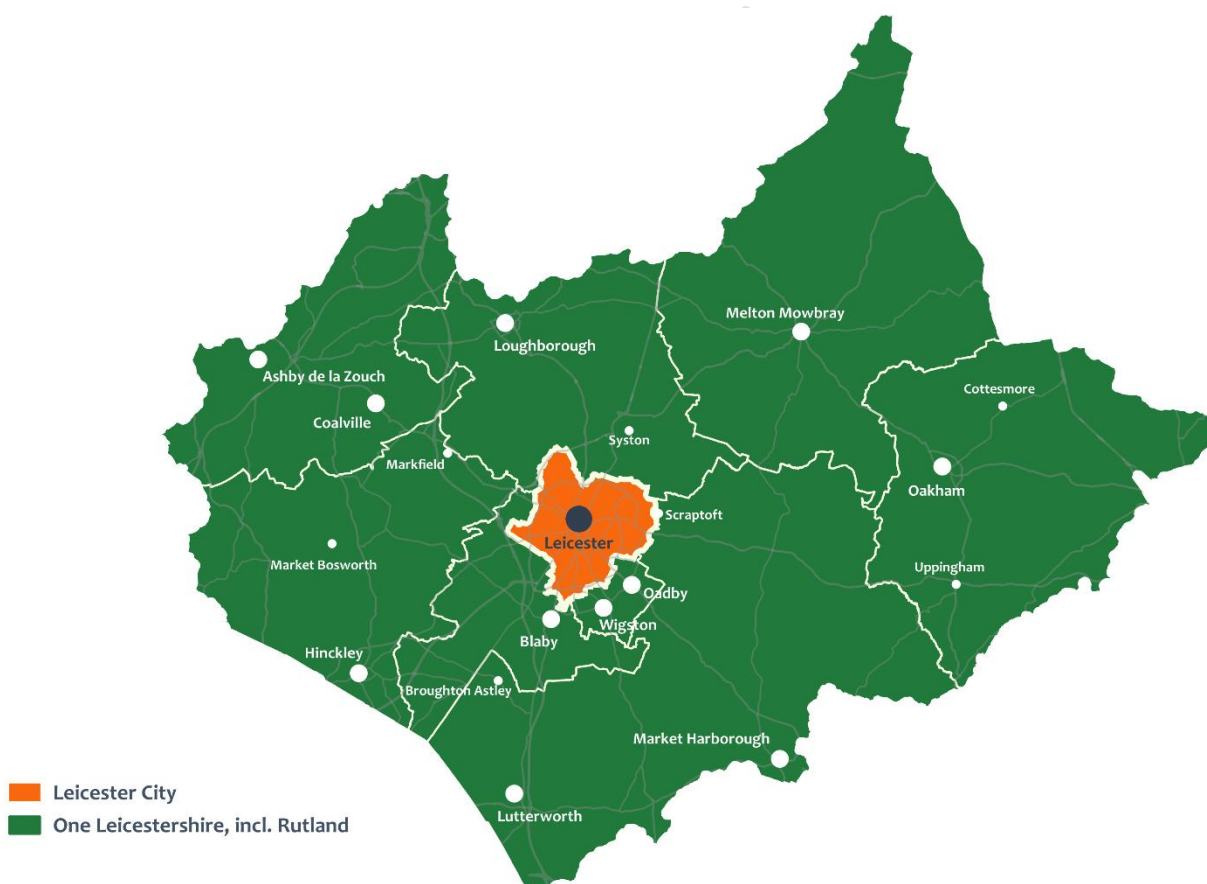 Melton Mowbray
Loughborough
Ashby de la Zouch
Cottesmore
Coalville
Syston
Markfield
Oakham
Scraptoft
Leicester
Market Bosworth
Uppingham
Oadby
Wigston
Blaby
Hinckley
Broughton Astley
Market Harborough
Leicester City
Lutterworth
One Leicestershire, incl. Rutland